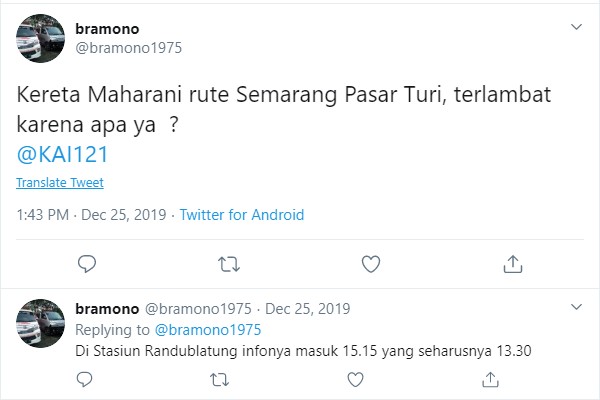 bramono
@bramono1975
Kereta Maharani rute Semarang Pasar Turi, terlambat
karena apa ya  ?
@KAI121
Translate Tweet
1:43 PM · Dec 25, 2019 · Twitter for Android
bramono @bramono1975 · Dec 25, 2019
Replying to @bramono1975
Di Stasiun Randublatung infonya masuk 15.15 yang seharusnya 13.30